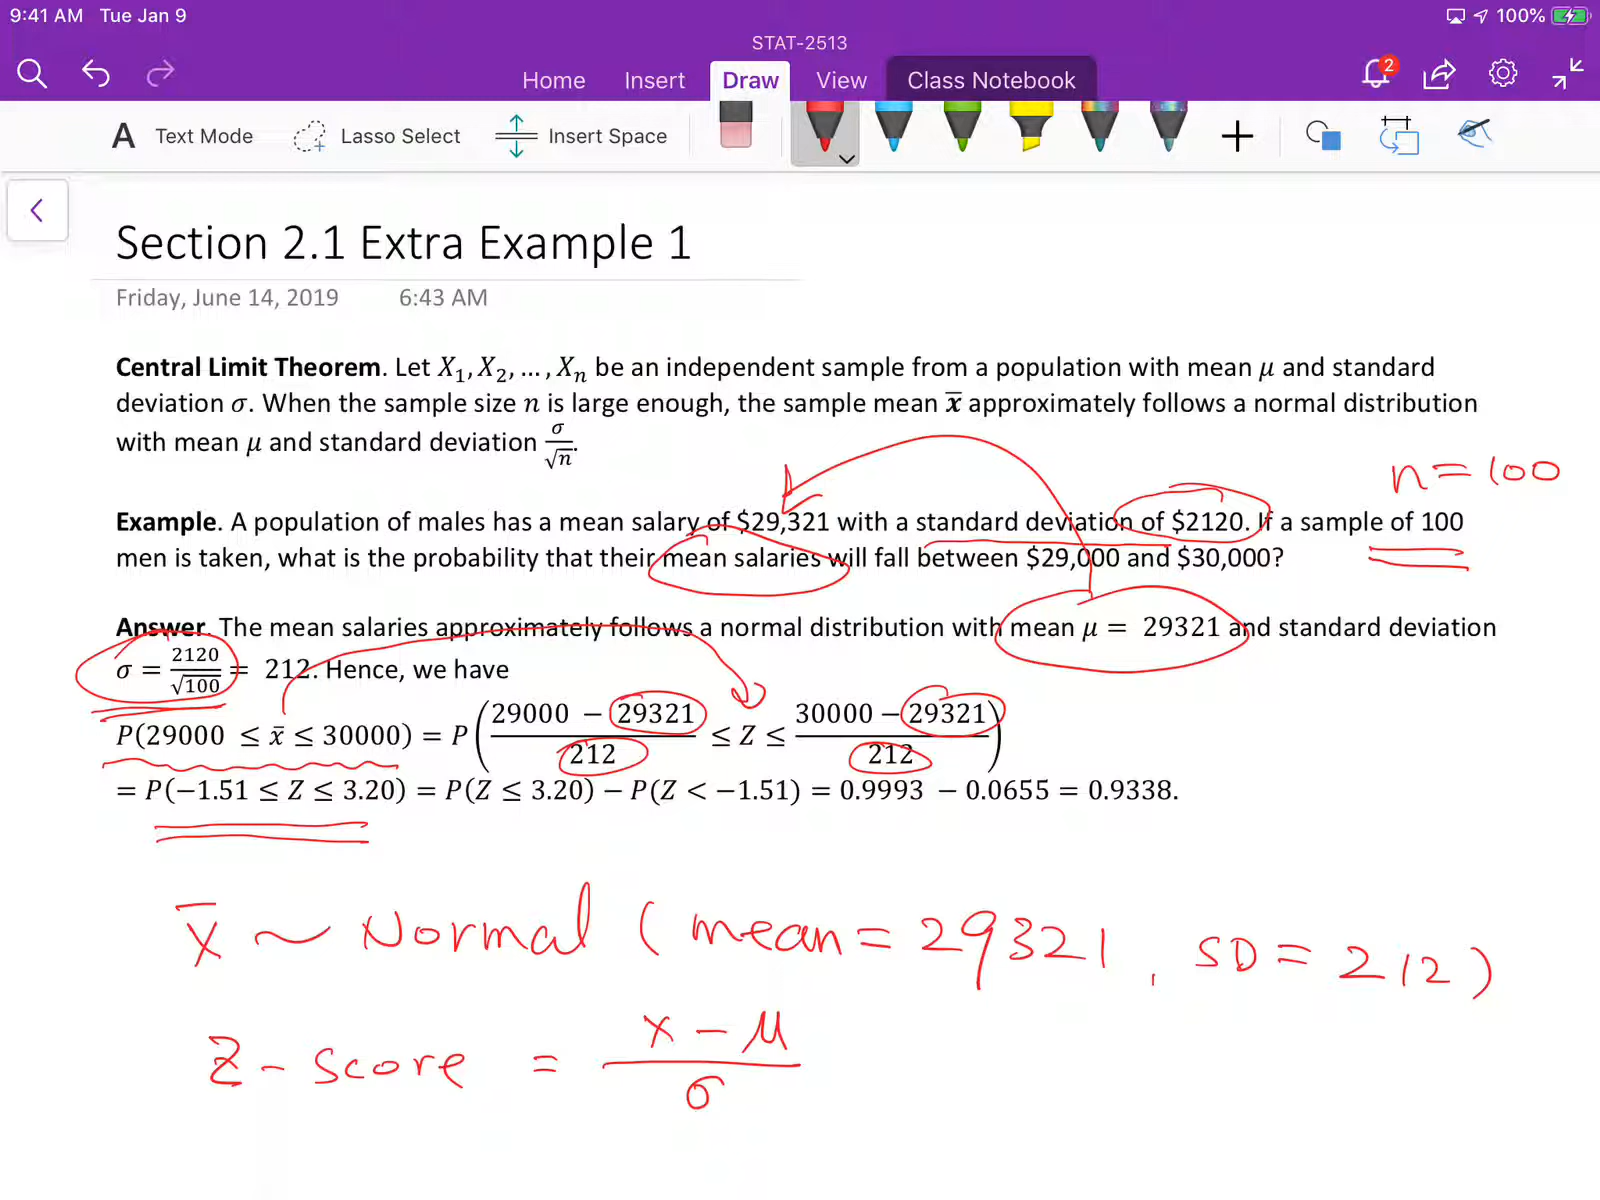 9:41 AM Tue Jan 9 100%
STAT-2513
Home Insert Draw View Class Notebook 2
A Text Mode Lasso Select Insert Space
Section 2.1 Extra Example 1
Friday, June 14, 2019 6:43 AM
Central Limit Theorem. Let X₁, X₂, ..., Xₙ be an independent sample from a population with mean μ and standard
deviation σ. When the sample size n is large enough, the sample mean x̄ approximately follows a normal distribution
with mean μ and standard deviation σ/√n.
n = 100
Example. A population of males has a mean salary of $29,321 with a standard deviation of $2120. If a sample of 100
men is taken, what is the probability that their mean salaries will fall between $29,000 and $30,000?
Answer. The mean salaries approximately follows a normal distribution with mean μ = 29321 and standard deviation
σ = 2120/√100 = 212. Hence, we have
P(29000 ≤ x̄ ≤ 30000) = P((29000 − 29321)/212 ≤ Z ≤ (30000 − 29321)/212)
= P(−1.51 ≤ Z ≤ 3.20) = P(Z ≤ 3.20) − P(Z < −1.51) = 0.9993 − 0.0655 = 0.9338.
X̄ ~ Normal (mean = 29321, SD = 212)
Z-score = (x − μ)/σ